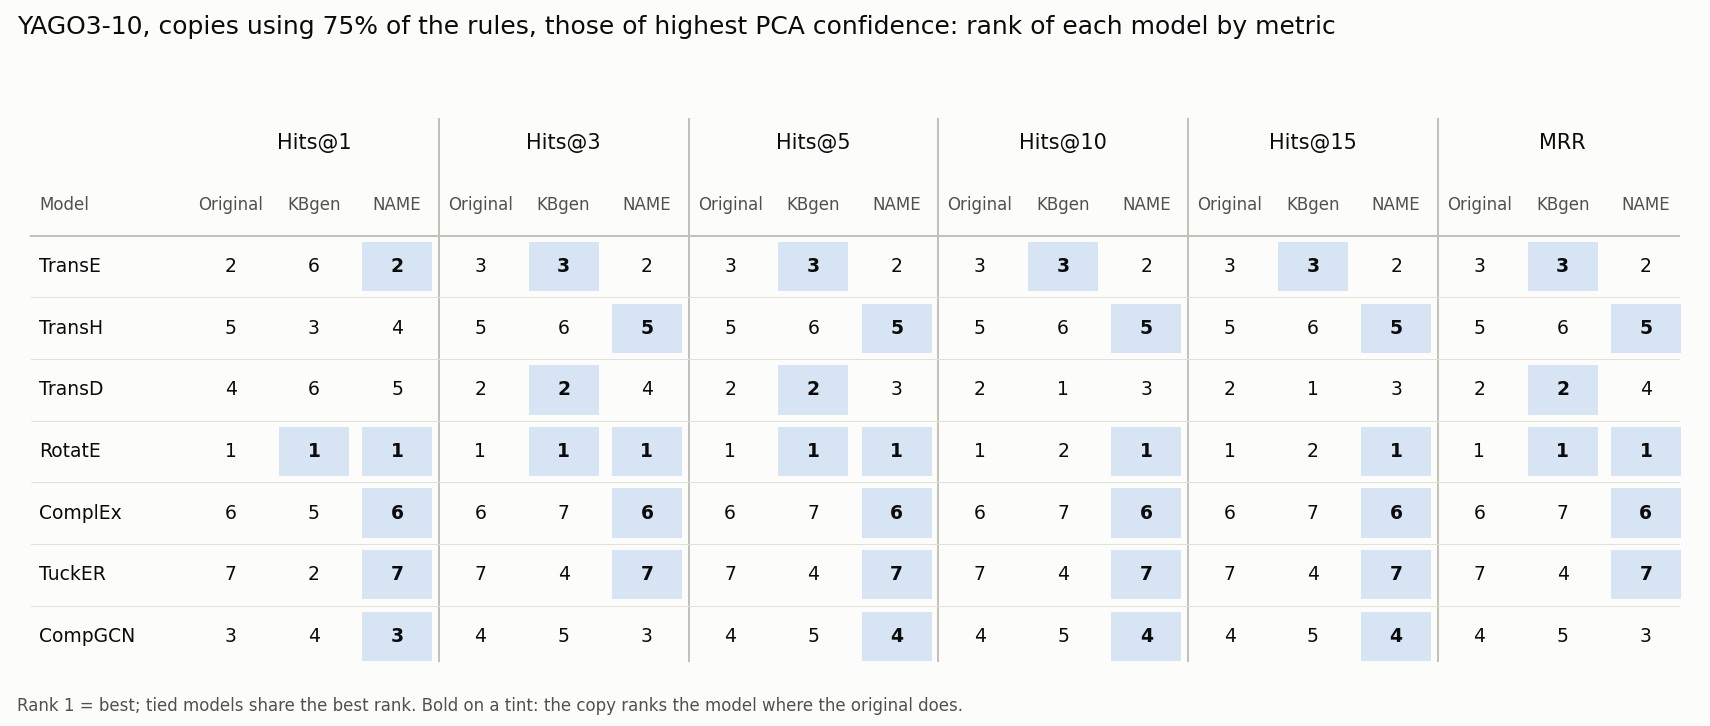 YAGO3-10, copies using 75% of the rules, those of highest PCA confidence: rank of each model by metric
Hits@1 Hits@3 Hits@5 Hits@10 Hits@15 MRR
Model Original KBgen NAME Original KBgen NAME Original KBgen NAME Original KBgen NAME Original KBgen NAME Original KBgen NAME
TransE 2 6 2 3 3 2 3 3 2 3 3 2 3 3 2 3 3 2
TransH 5 3 4 5 6 5 5 6 5 5 6 5 5 6 5 5 6 5
TransD 4 6 5 2 2 4 2 2 3 2 1 3 2 1 3 2 2 4
RotatE 1 1 1 1 1 1 1 1 1 1 2 1 1 2 1 1 1 1
ComplEx 6 5 6 6 7 6 6 7 6 6 7 6 6 7 6 6 7 6
TuckER 7 2 7 7 4 7 7 4 7 7 4 7 7 4 7 7 4 7
CompGCN 3 4 3 4 5 3 4 5 4 4 5 4 4 5 4 4 5 3
Rank 1 = best; tied models share the best rank. Bold on a tint: the copy ranks the model where the original does.